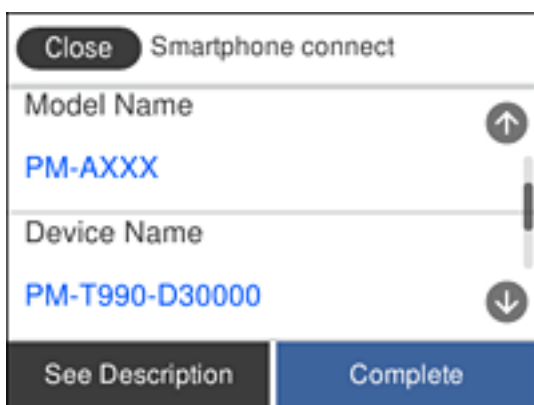 Close Smartphone connect
Model Name
PM-AXXX
Device Name
PM-T990-D30000
See Description Complete